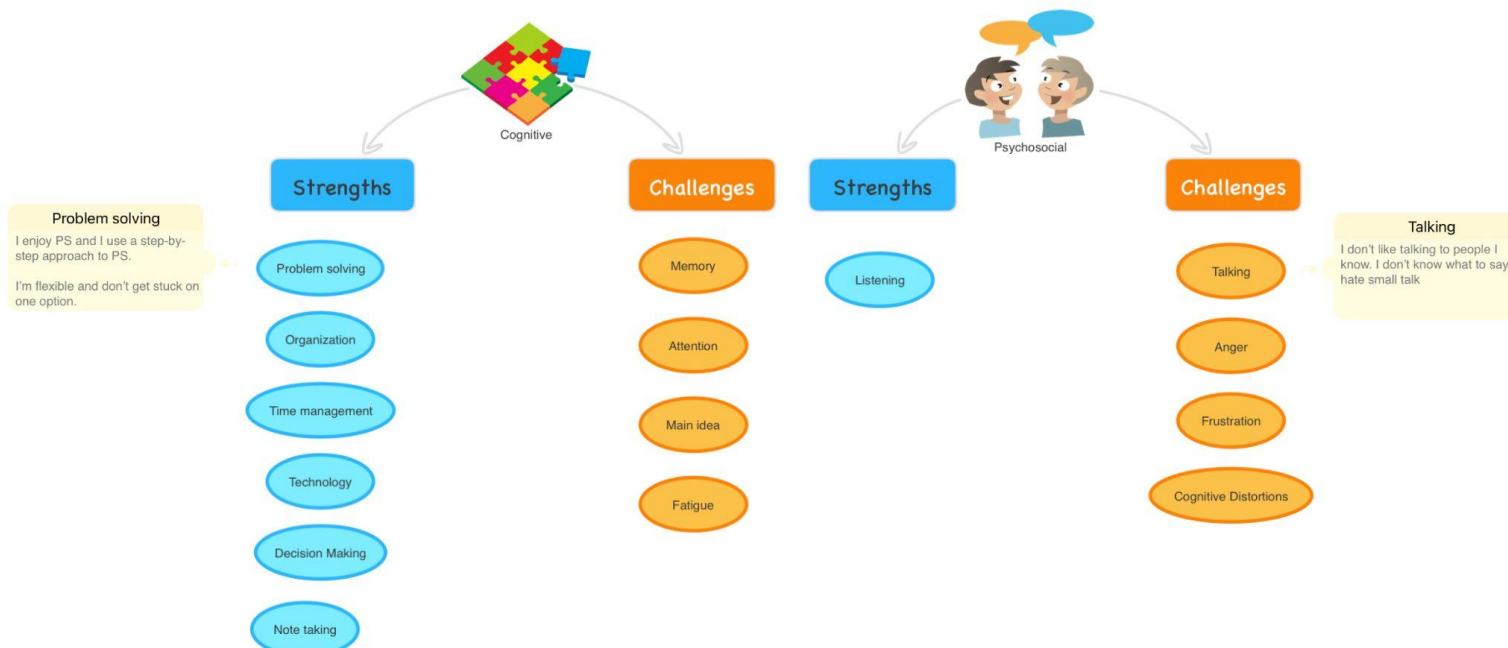 Cognitive
Psychosocial
Strengths
Challenges
Strengths
Challenges
Problem solving
I enjoy PS and I use a step-by-
step approach to PS.
I'm flexible and don't get stuck on
one option.
Problem solving
Organization
Time management
Technology
Decision Making
Note taking
Memory
Attention
Main idea
Fatigue
Listening
Talking
Anger
Frustration
Cognitive Distortions
Talking
I don't like talking to people I
know. I don't know what to say
hate small talk